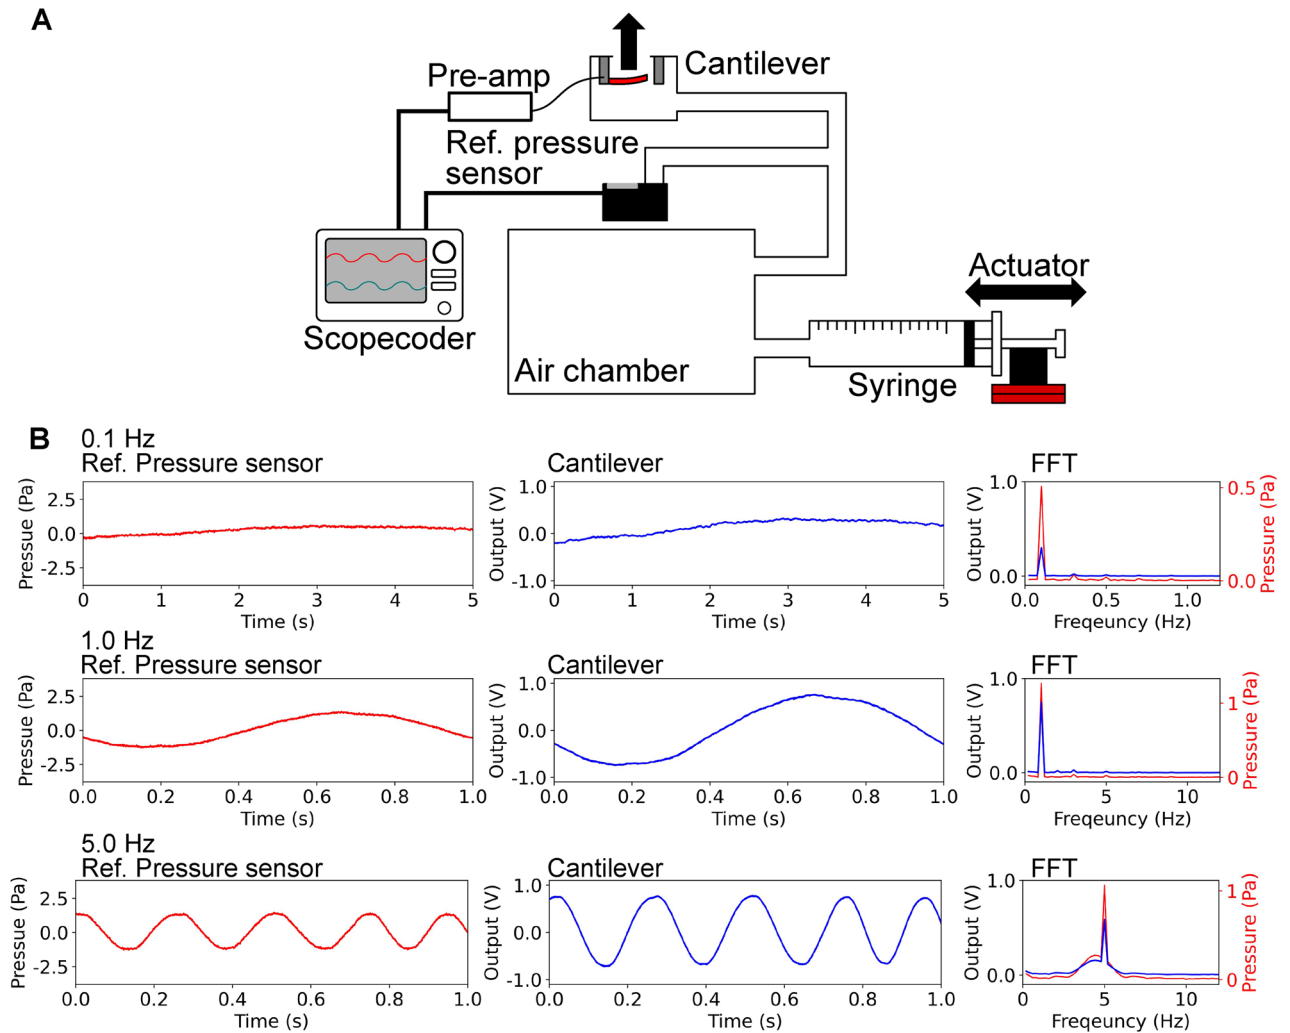 A
Cantilever
Pre-amp
Ref. pressure
sensor
Actuator
Scopecoder
Air chamber
Syringe
B
0.1 Hz
Ref. Pressure sensor
Cantilever
FFT
Pressue (Pa)
2.5
0.0
-2.5
0 1 2 3 4 5
Time (s)
Output (V)
1.0
0.0
-1.0
0 1 2 3 4 5
Time (s)
Output (V)
1.0
0.0
0.5
0.0
Pressure (Pa)
0.0 0.5 1.0
Freqeuncy (Hz)
1.0 Hz
Ref. Pressure sensor
Cantilever
FFT
Pressue (Pa)
2.5
0.0
-2.5
0.0 0.2 0.4 0.6 0.8 1.0
Time (s)
Output (V)
1.0
0.0
-1.0
0.0 0.2 0.4 0.6 0.8 1.0
Time (s)
Output (V)
1.0
0.0
1
0
Pressure (Pa)
0 5 10
Freqeuncy (Hz)
5.0 Hz
Ref. Pressure sensor
Cantilever
FFT
Pressue (Pa)
2.5
0.0
-2.5
0.0 0.2 0.4 0.6 0.8 1.0
Time (s)
Output (V)
1.0
0.0
-1.0
0.0 0.2 0.4 0.6 0.8 1.0
Time (s)
Output (V)
1.0
0.0
1
0
Pressure (Pa)
0 5 10
Freqeuncy (Hz)